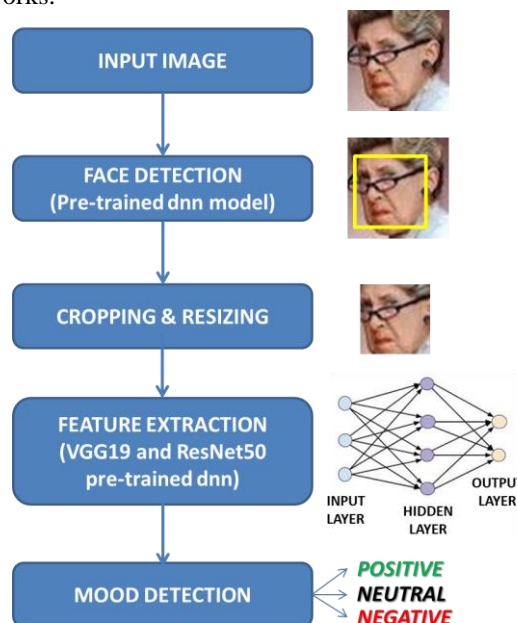 INPUT IMAGE
FACE DETECTION
(Pre-trained dnn model)
CROPPING & RESIZING
FEATURE EXTRACTION
(VGG19 and ResNet50
pre-trained dnn)
INPUT
LAYER
HIDDEN
LAYER
OUTPUT
LAYER
MOOD DETECTION
POSITIVE
NEUTRAL
NEGATIVE